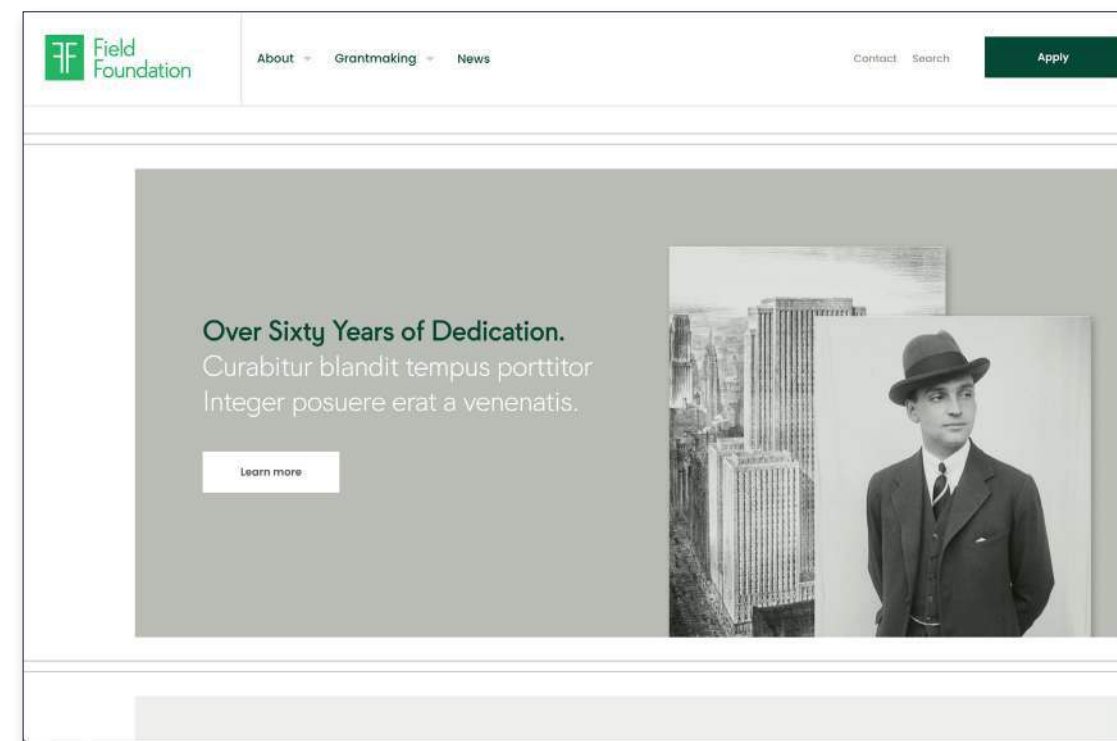 Field
Foundation
About
Grantmaking
News
Contact
Search
Apply
Over Sixty Years of Dedication.
Curabitur blandit tempus porttitor
Integer posuere erat a venenatis.
Learn more